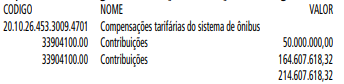 CODIGO NOME VALOR
20.10.26.453.3009.4701 Compensações tarifárias do sistema de ônibus
33904100.00 Contribuições 50.000.000,00
33904100.00 Contribuições 164.607.618,32
214.607.618,32